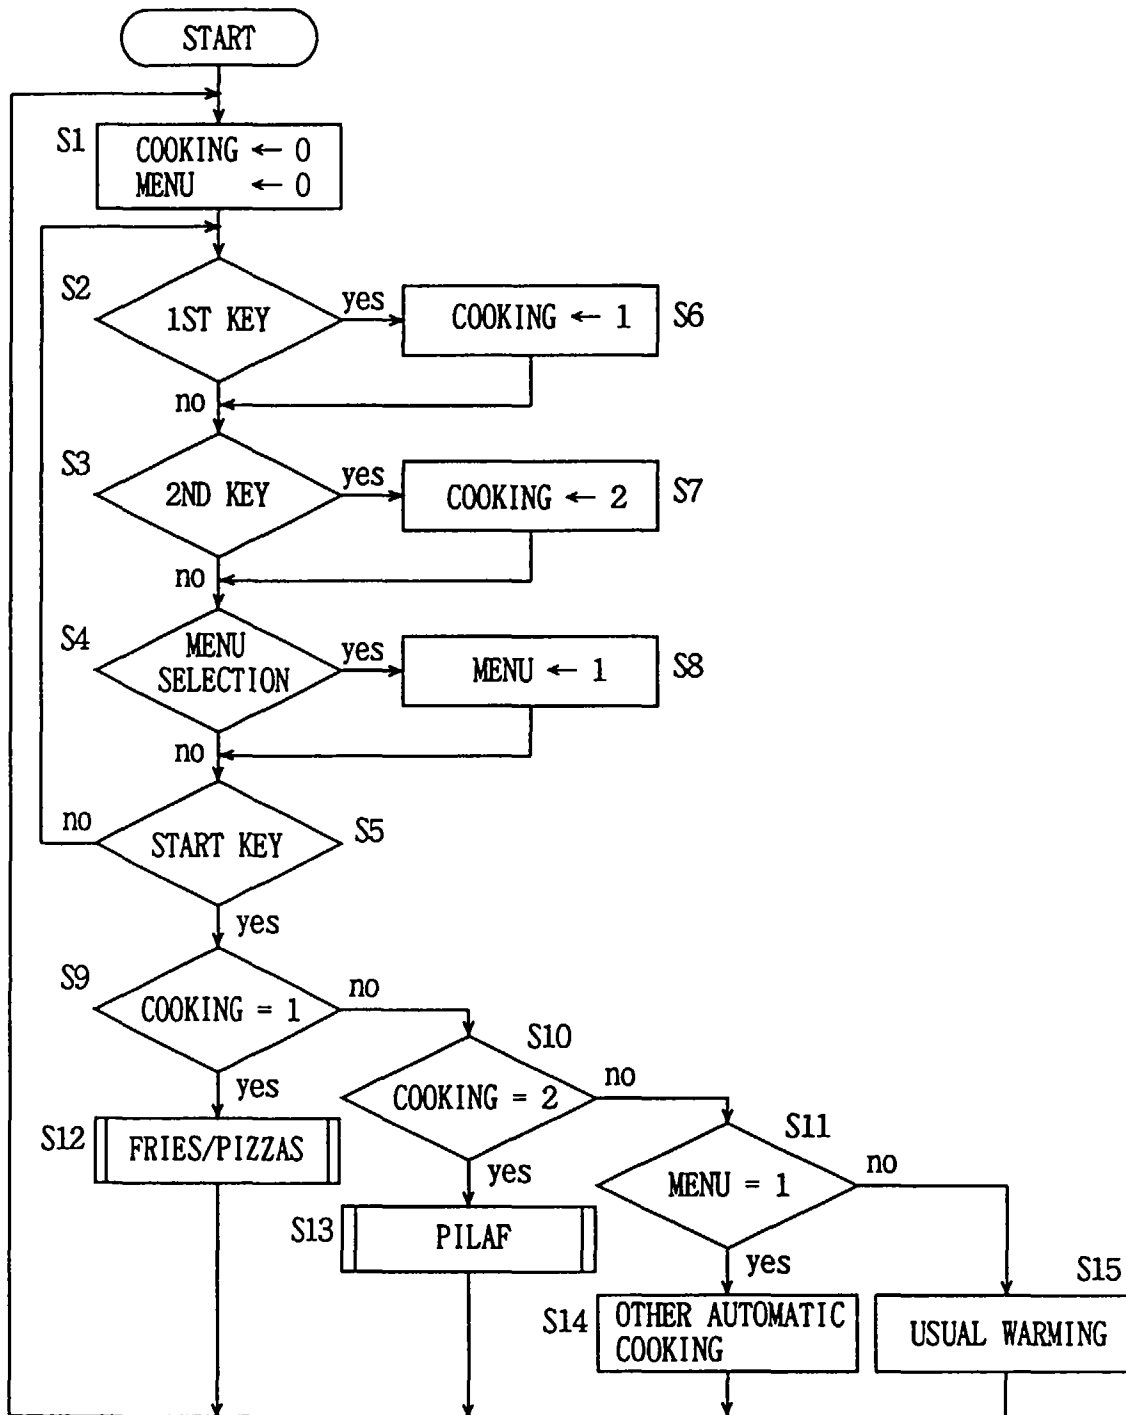 START
S1
COOKING ← 0
MENU ← 0
S2
1ST KEY
yes
COOKING ← 1
S6
no
S3
2ND KEY
yes
COOKING ← 2
S7
no
S4
MENU
SELECTION
yes
MENU ← 1
S8
no
no
START KEY
S5
yes
S9
COOKING = 1
no
S10
yes
COOKING = 2
no
S11
S12
FRIES/PIZZAS
yes
MENU = 1
no
S13
PILAF
yes
S15
S14
OTHER AUTOMATIC
COOKING
USUAL WARMING